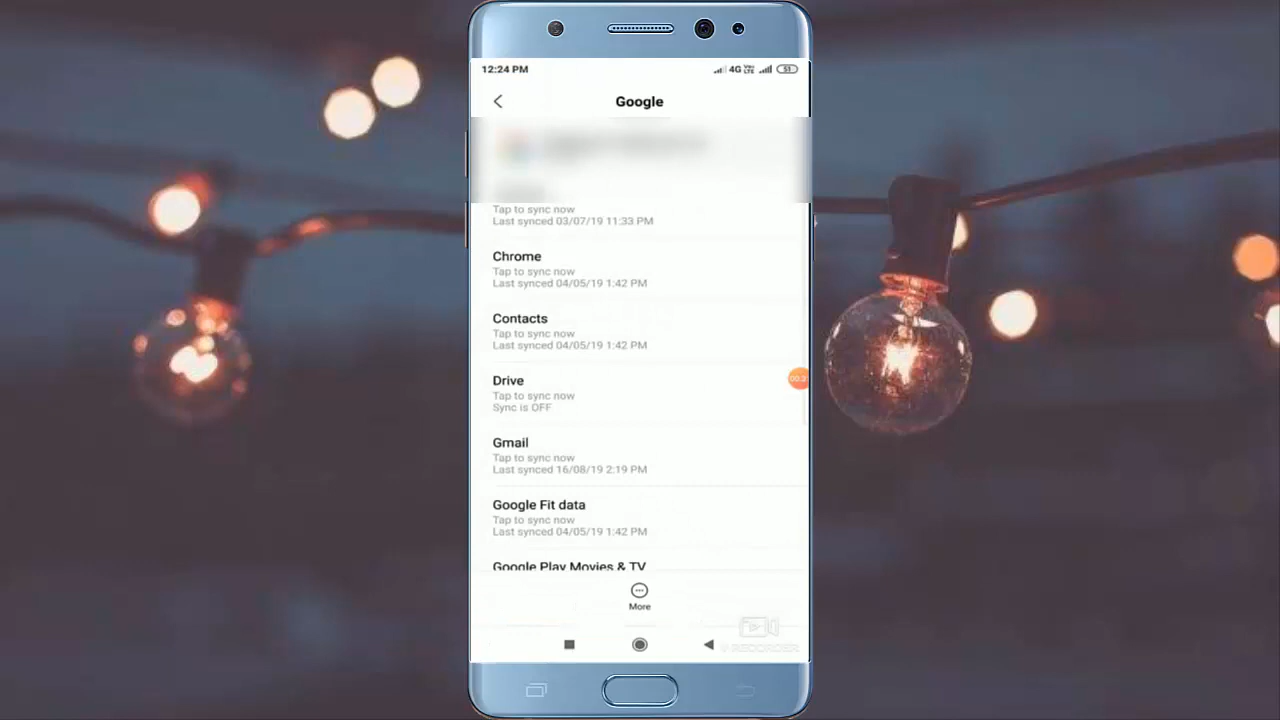 12:24 PM
4G
51
Google
Tap to sync now
Last synced 03/07/19 11:33 PM
Chrome
Tap to sync now
Last synced 04/05/19 1:42 PM
Contacts
Tap to sync now
Last synced 04/05/19 1:42 PM
Drive
Tap to sync now
Sync is OFF
Gmail
Tap to sync now
Last synced 16/08/19 2:19 PM
Google Fit data
Tap to sync now
Last synced 04/05/19 1:42 PM
Google Play Movies & TV
More